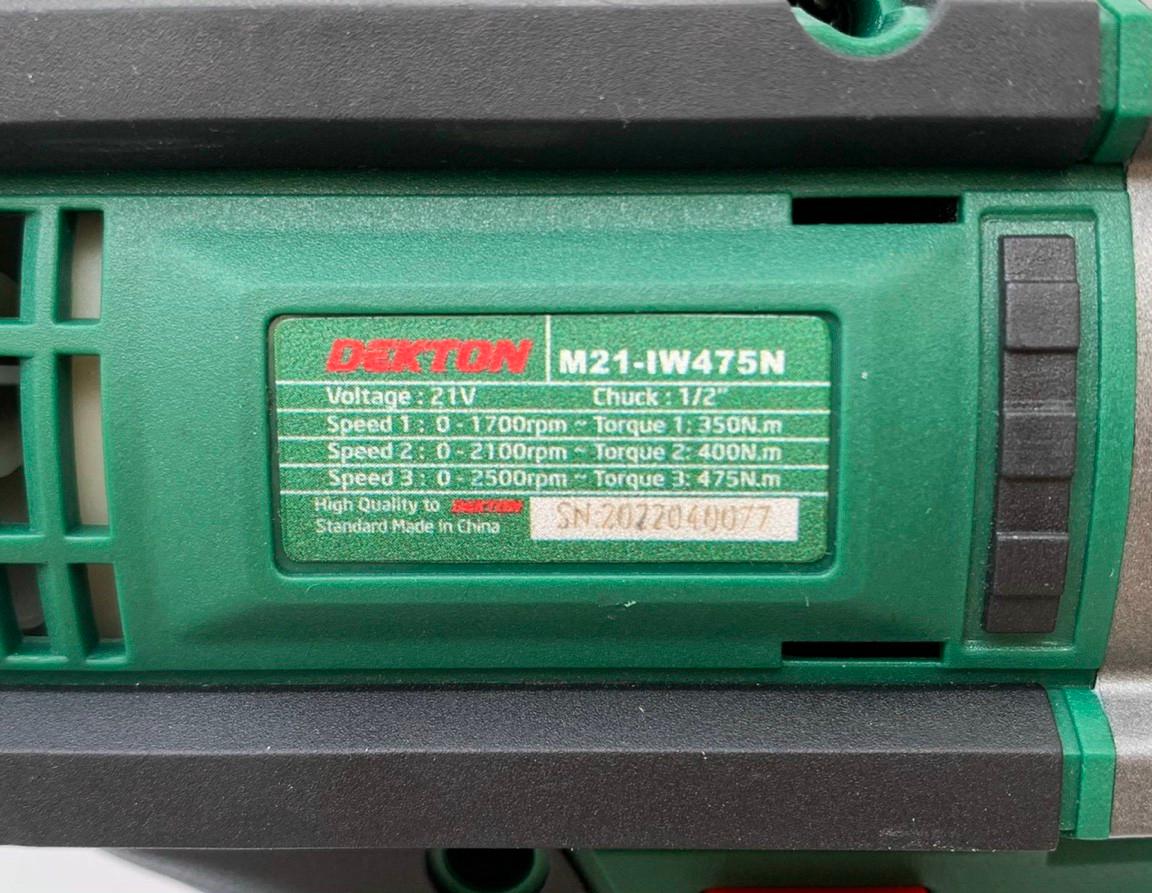 DEKTON M21-IW475N
Voltage : 21V Chuck : 1/2"
Speed 1 : 0 - 1700rpm ~ Torque 1: 350N.m
Speed 2 : 0 - 2100rpm ~ Torque 2: 400N.m
Speed 3 : 0 - 2500rpm ~ Torque 3: 475N.m
High Quality to DEKTON
Standard Made in China
SN:2022040077